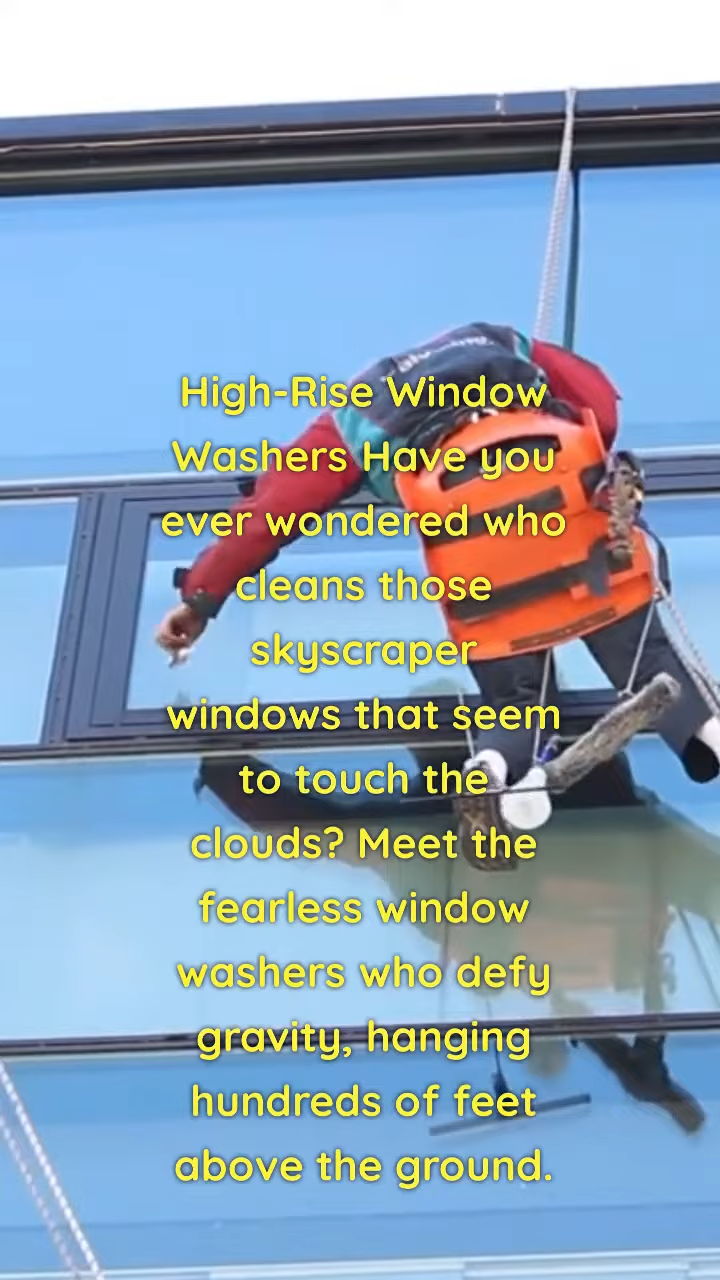 High-Rise Window
Washers Have you
ever wondered who
cleans those
skyscraper
windows that seem
to touch the
clouds? Meet the
fearless window
washers who defy
gravity, hanging
hundreds of feet
above the ground.